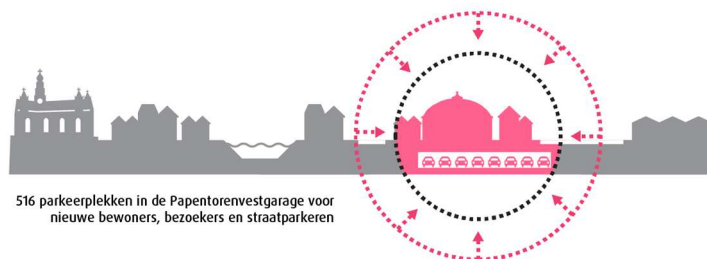 516 parkeerplekken in de Papentorenvestgarage voor
nieuwe bewoners, bezoekers en straatparkeren